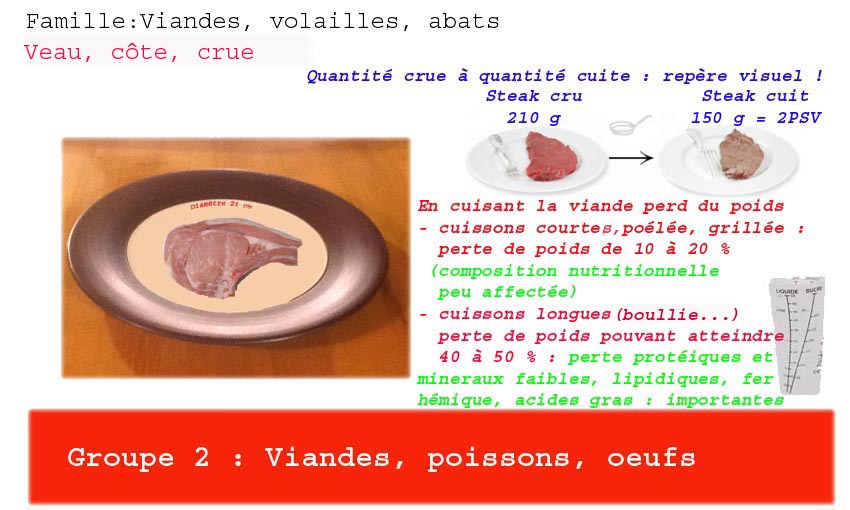 Famille:Viandes, volailles, abats
Veau, côte, crue
Quantité crue à quantité cuite : repère visuel !
Steak cru
210 g
Steak cuit
150 g = 2PSV
Diamètre 21 cm
En cuisant la viande perd du poids
- cuissons courtes,poélée, grillée :
perte de poids de 10 à 20 %
(composition nutritionnelle
peu affectée)
- cuissons longues(boullie...)
perte de poids pouvant atteindre
40 à 50 % : perte protéiques et
mineraux faibles, lipidiques, fer
hémique, acides gras : importantes
LIQUIDE SUCRE
Groupe 2 : Viandes, poissons, oeufs